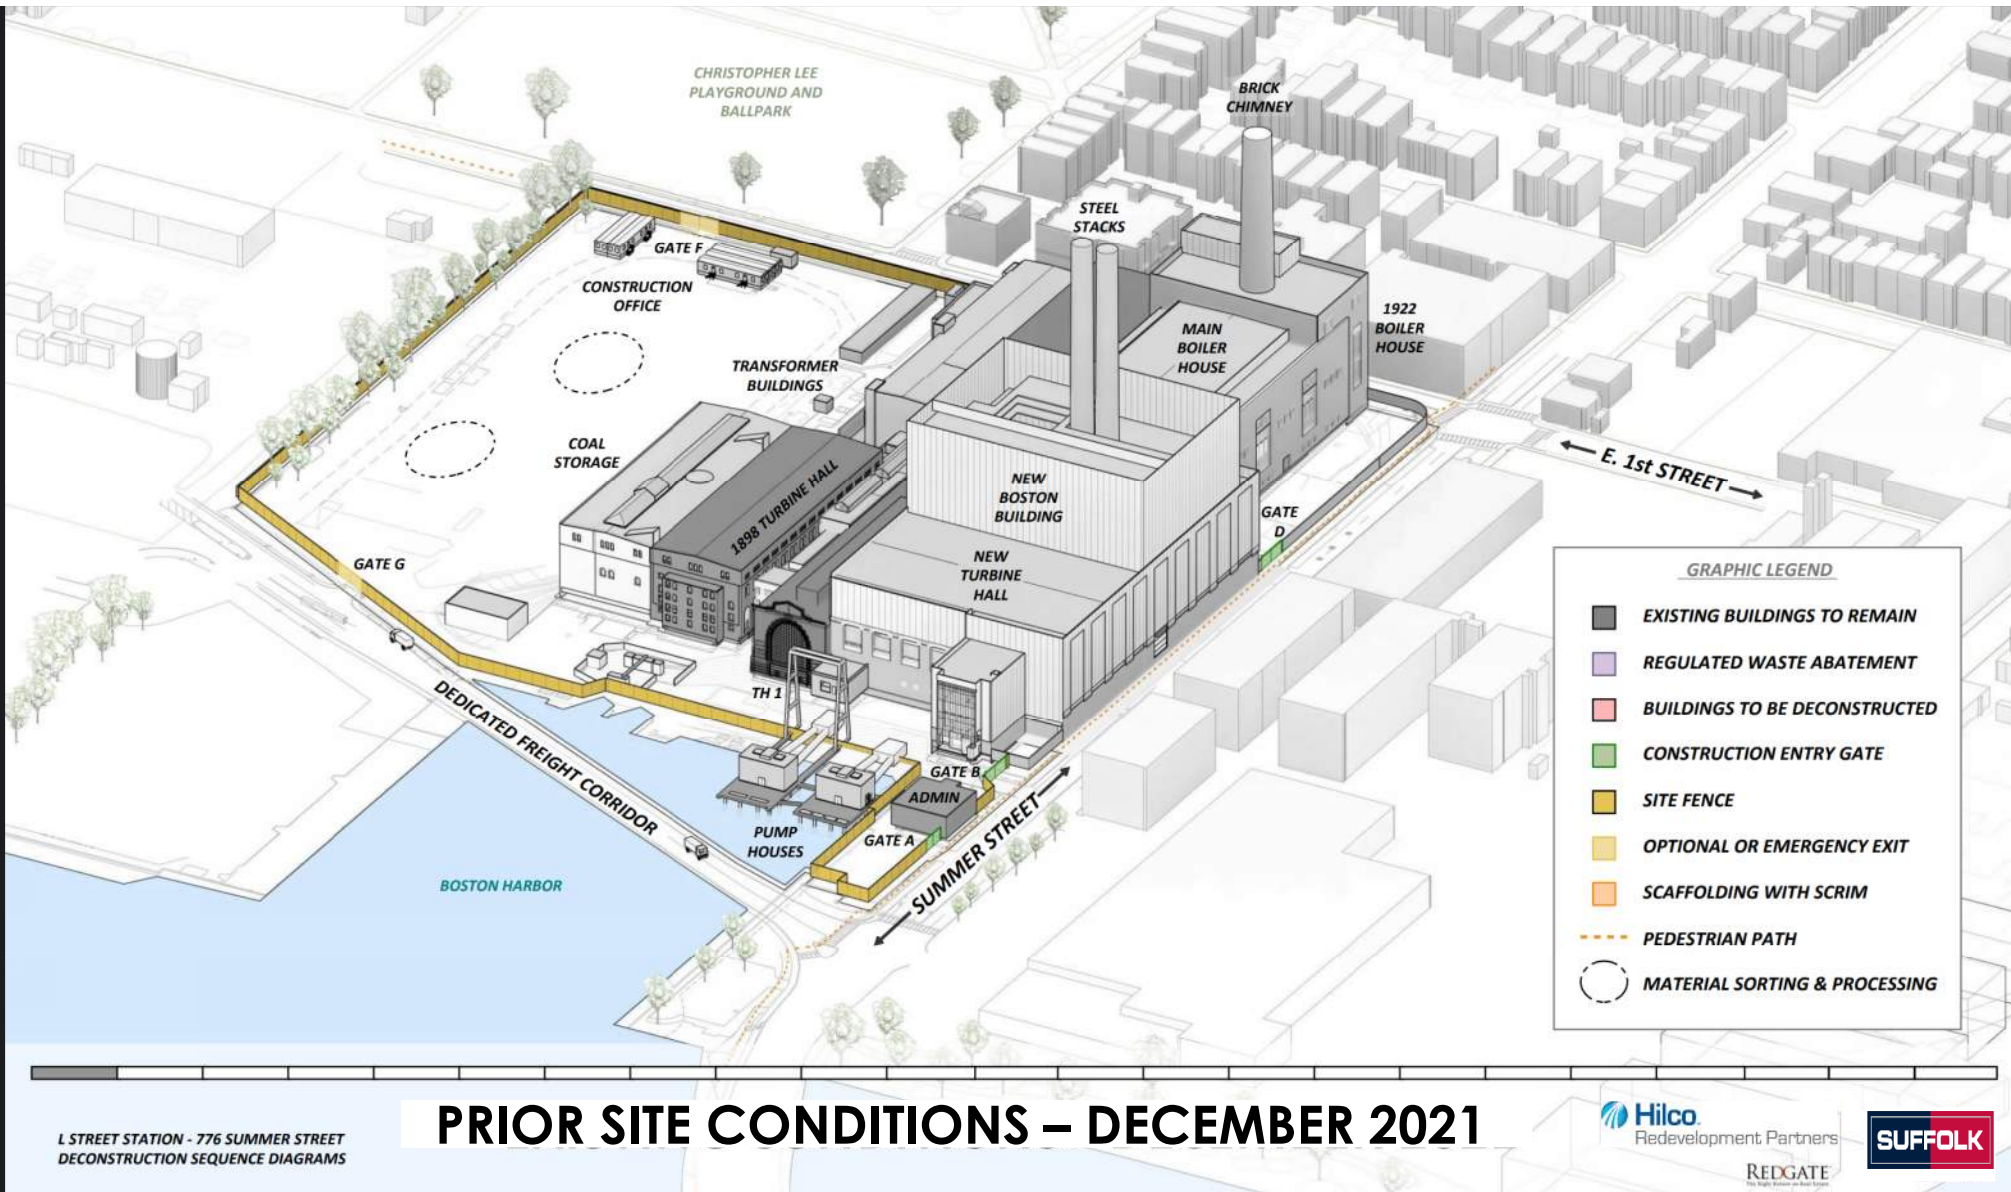 CHRISTOPHER LEE
PLAYGROUND AND
BALLPARK
BRICK
CHIMNEY
STEEL
STACKS
GATE F
CONSTRUCTION
OFFICE
1922
BOILER
HOUSE
MAIN
BOILER
HOUSE
TRANSFORMER
BUILDINGS
COAL
STORAGE
1898 TURBINE HALL
NEW
BOSTON
BUILDING
E. 1st STREET
GATE
D
NEW
TURBINE
HALL
GATE G
TH 1
DEDICATED FREIGHT CORRIDOR
GATE B
ADMIN
PUMP
HOUSES
GATE A
SUMMER STREET
BOSTON HARBOR
GRAPHIC LEGEND
EXISTING BUILDINGS TO REMAIN
REGULATED WASTE ABATEMENT
BUILDINGS TO BE DECONSTRUCTED
CONSTRUCTION ENTRY GATE
SITE FENCE
OPTIONAL OR EMERGENCY EXIT
SCAFFOLDING WITH SCRIM
PEDESTRIAN PATH
MATERIAL SORTING & PROCESSING
L STREET STATION - 776 SUMMER STREET
DECONSTRUCTION SEQUENCE DIAGRAMS
PRIOR SITE CONDITIONS – DECEMBER 2021
Hilco.
Redevelopment Partners
REDGATE
SUFFOLK